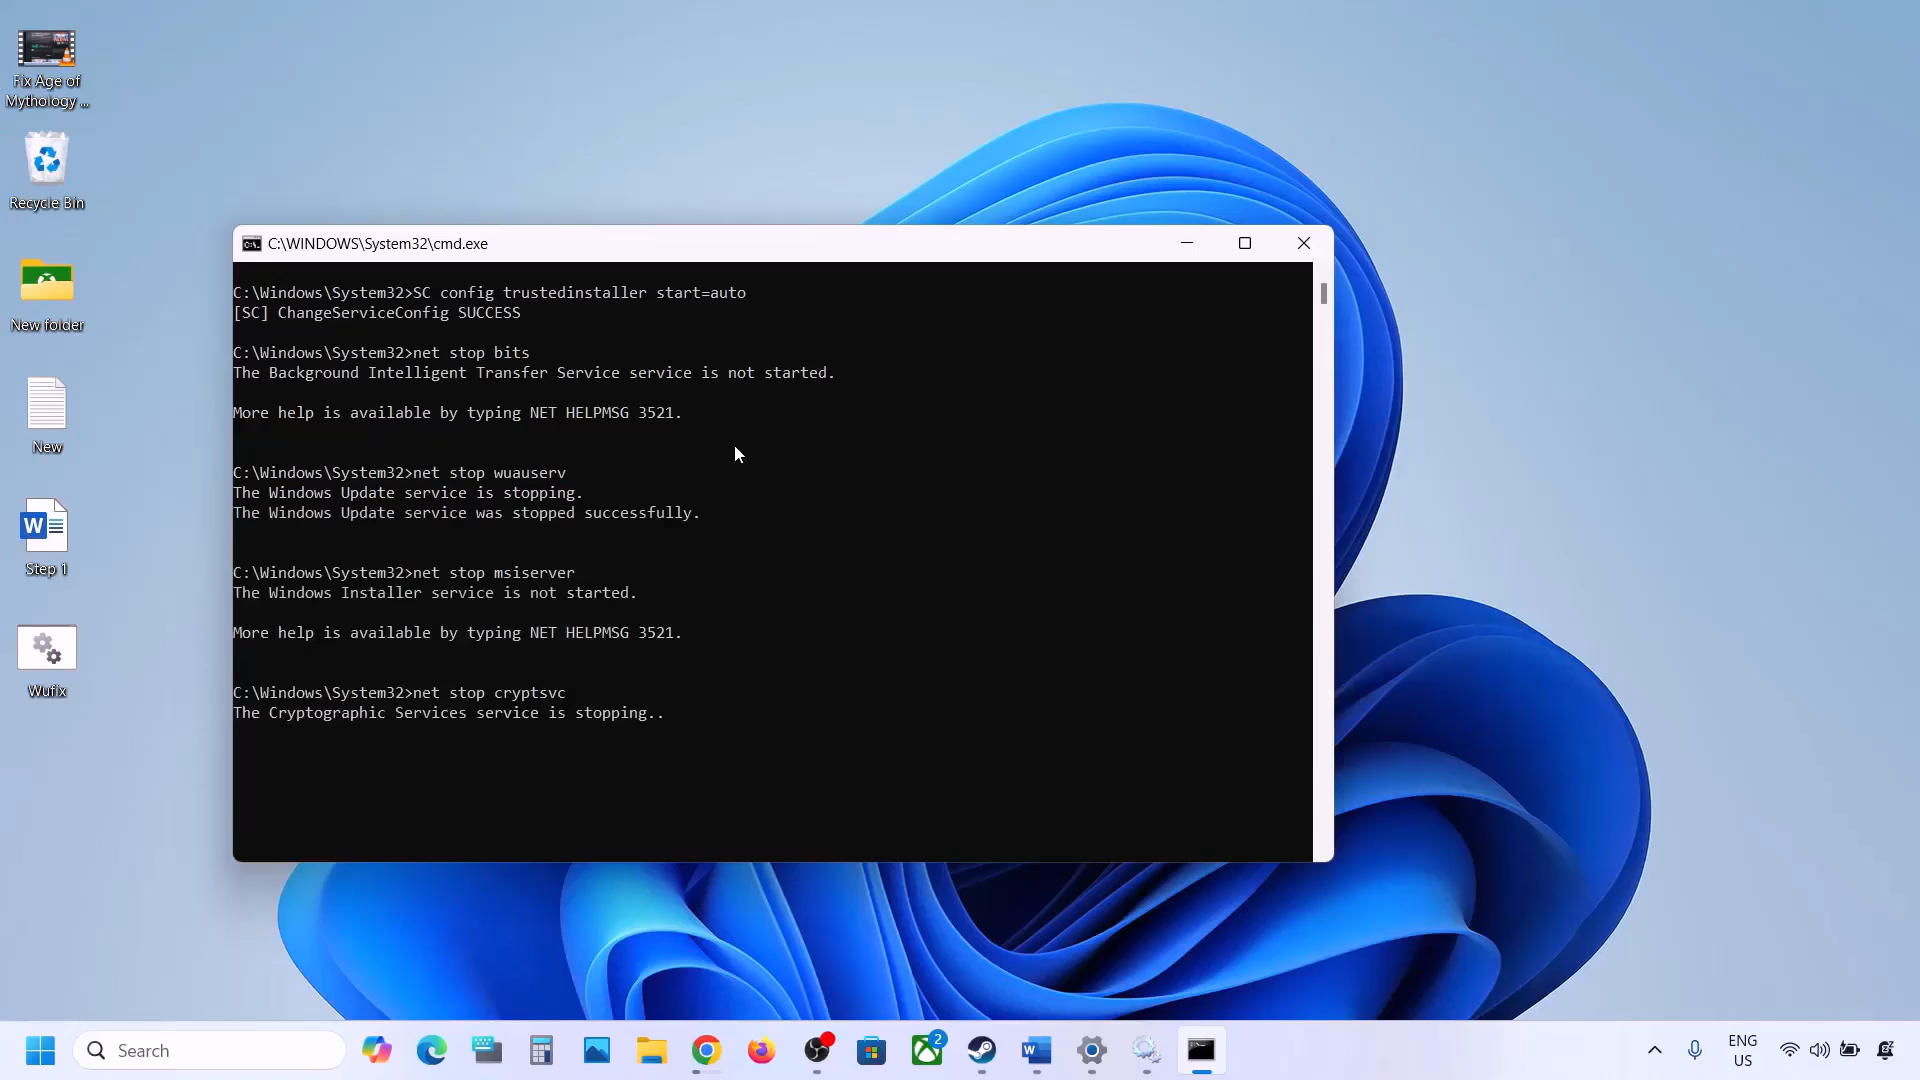 Fix Age of
Mythology ...
Recycle Bin
New folder
New
Step 1
Wufix
C:\WINDOWS\System32\cmd.exe
C:\Windows\System32>SC config trustedinstaller start=auto
[SC] ChangeServiceConfig SUCCESS
C:\Windows\System32>net stop bits
The Background Intelligent Transfer Service service is not started.
More help is available by typing NET HELPMSG 3521.
C:\Windows\System32>net stop wuauserv
The Windows Update service is stopping.
The Windows Update service was stopped successfully.
C:\Windows\System32>net stop msiserver
The Windows Installer service is not started.
More help is available by typing NET HELPMSG 3521.
C:\Windows\System32>net stop cryptsvc
The Cryptographic Services service is stopping..
Search
2
ENG
US